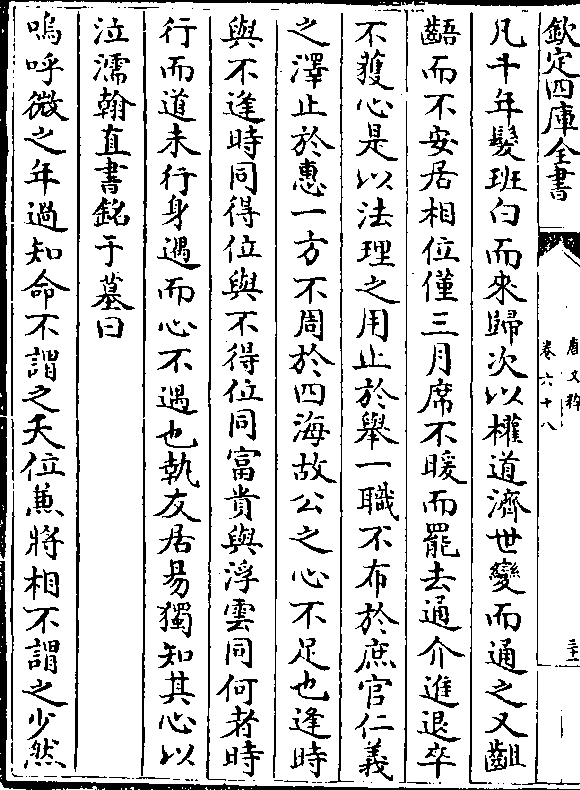 欽定四庫全書
唐文粹
卷六十八
凡十年髮班白而來歸次以權道濟世變而通之又齟
齬而不安居相位僅三月席不暖而罷去通介進退卒
不獲心是以法理之用止於舉一職不布於庶官仁義
之澤止於惠一方不周於四海故公之心不足也逢時
與不逢時同得位與不得位同富貴與浮雲同何者時
行而道未行身遇而心不遇也執友居易獨知其心以
泣濡翰直書銘于墓曰
嗚呼微之年過知命不謂之夭位兼將相不謂之少然